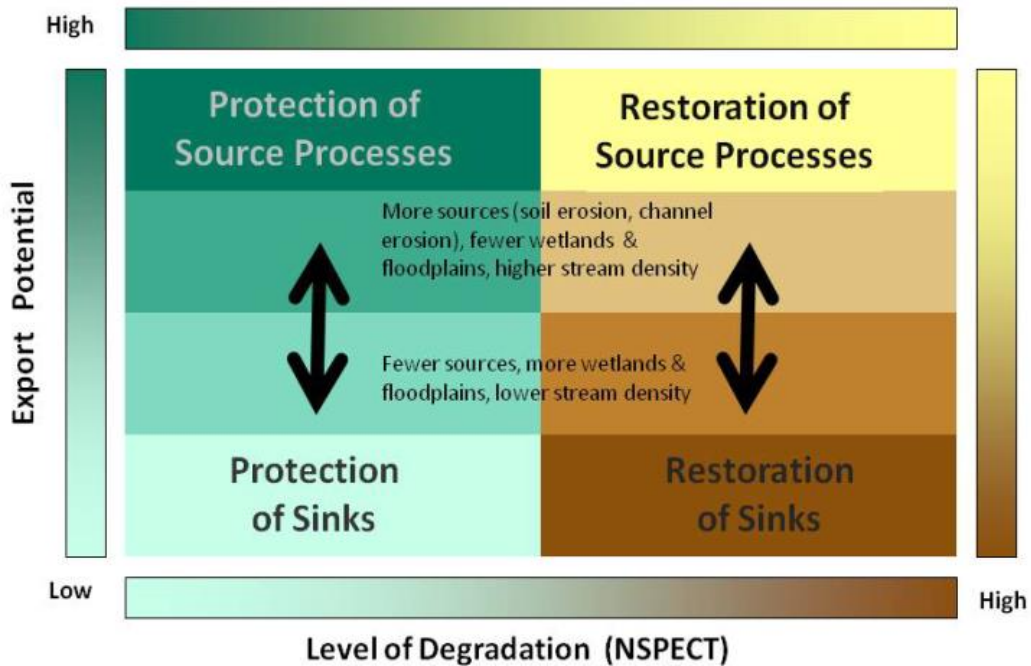 High
Protection of
Source Processes
Restoration of
Source Processes
More sources (soil erosion, channel
erosion), fewer wetlands &
floodplains, higher stream density
Export Potential
Fewer sources, more wetlands &
floodplains, lower stream density
Protection
of Sinks
Restoration
of Sinks
Low
High
Level of Degradation (NSPECT)